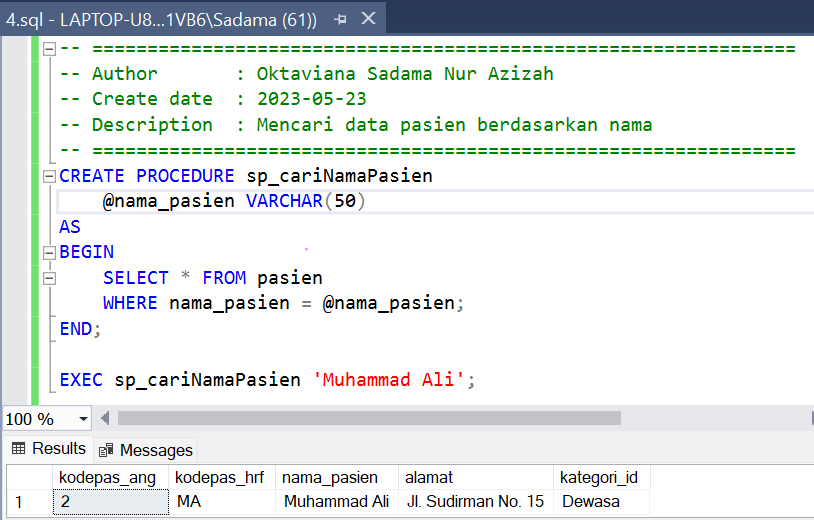 4.sql - LAPTOP-U8...1VB6\Sadama (61))
-- ================================================================
-- Author : Oktaviana Sadama Nur Azizah
-- Create date : 2023-05-23
-- Description : Mencari data pasien berdasarkan nama
-- ================================================================
CREATE PROCEDURE sp_cariNamaPasien
@nama_pasien VARCHAR(50)
AS
BEGIN
SELECT * FROM pasien
WHERE nama_pasien = @nama_pasien;
END;
EXEC sp_cariNamaPasien 'Muhammad Ali';
100 %
Results Messages
kodepas_ang kodepas_hrf nama_pasien alamat kategori_id
1 2 MA Muhammad Ali Jl. Sudirman No. 15 Dewasa